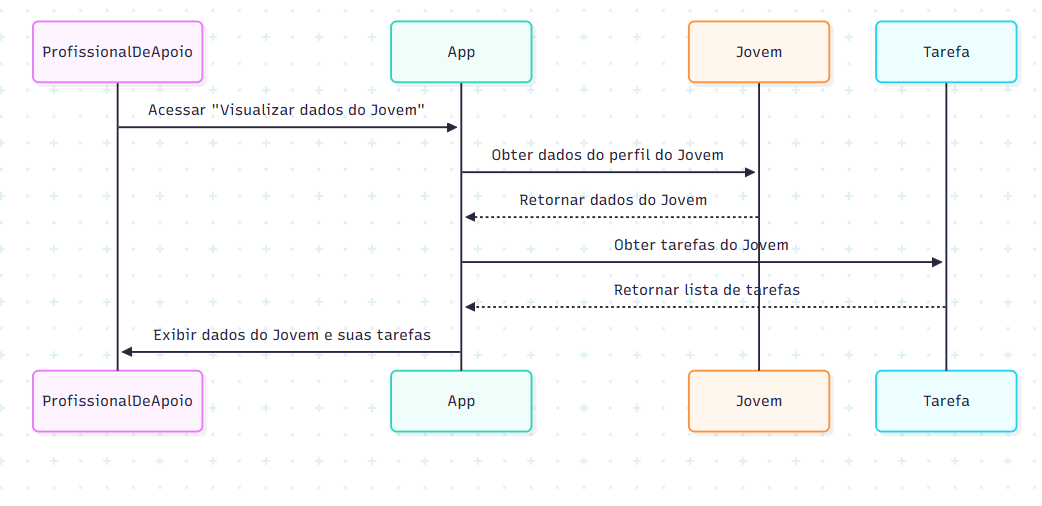 ProfissionalDeApoio
App
Jovem
Tarefa
Acessar "Visualizar dados do Jovem"
Obter dados do perfil do Jovem
Retornar dados do Jovem
Obter tarefas do Jovem
Retornar lista de tarefas
Exibir dados do Jovem e suas tarefas
ProfissionalDeApoio
App
Jovem
Tarefa